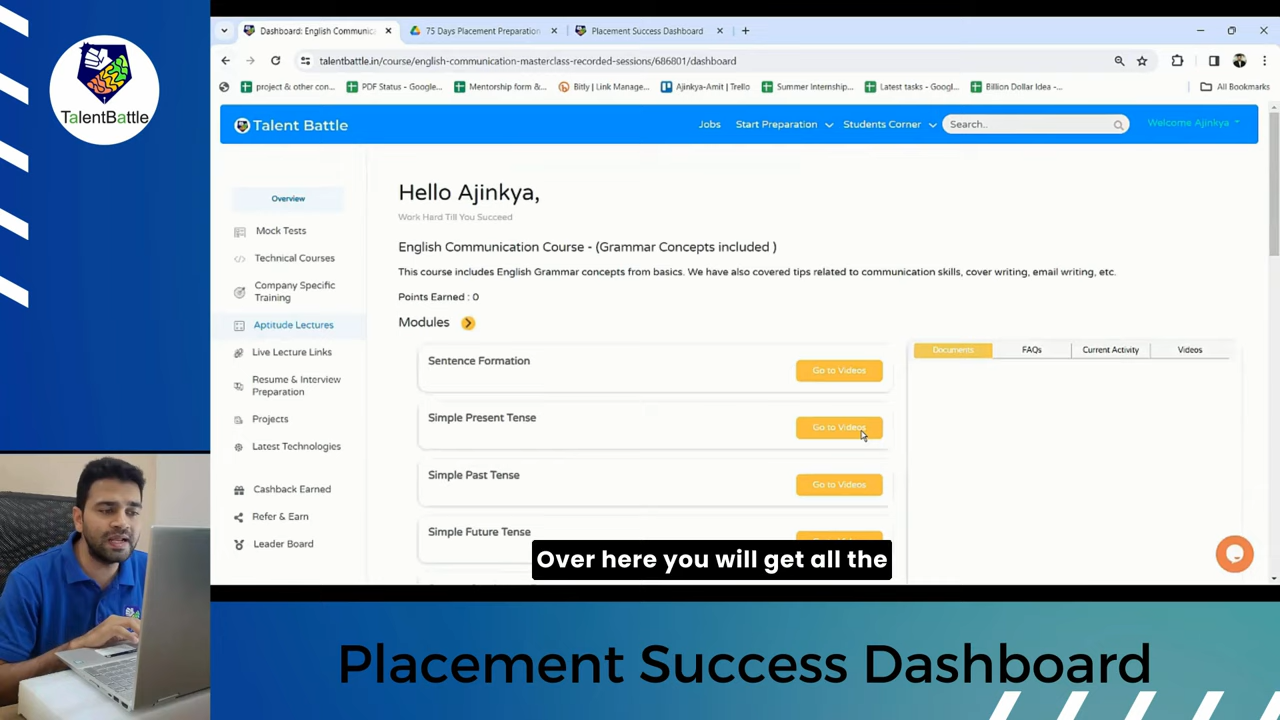 TalentBattle
Dashboard: English Communic
75 Days Placement Preparation
Placement Success Dashboard
talentbattle.in/course/english-communication-masterclass-recorded-sessions/686801/dashboard
project & other con...
PDF Status - Google...
Mentorship form &...
Bitly | Link Manage...
Ajinkya-Amit | Trello
Summer Internship...
Latest tasks - Googl...
Billion Dollar Idea -...
All Bookmarks
Talent Battle
Jobs
Start Preparation
Students Corner
Search..
Welcome Ajinkya
Overview
Mock Tests
Technical Courses
Company Specific
Training
Aptitude Lectures
Live Lecture Links
Resume & Interview
Preparation
Projects
Latest Technologies
Cashback Earned
Refer & Earn
Leader Board
Hello Ajinkya,
Work Hard Till You Succeed
English Communication Course - (Grammar Concepts included )
This course includes English Grammar concepts from basics. We have also covered tips related to communication skills, cover writing, email writing, etc.
Points Earned : 0
Modules
Sentence Formation
Go to Videos
Simple Present Tense
Go to Videos
Simple Past Tense
Go to Videos
Simple Future Tense
Documents
FAQs
Current Activity
Videos
Over here you will get all the
Placement Success Dashboard